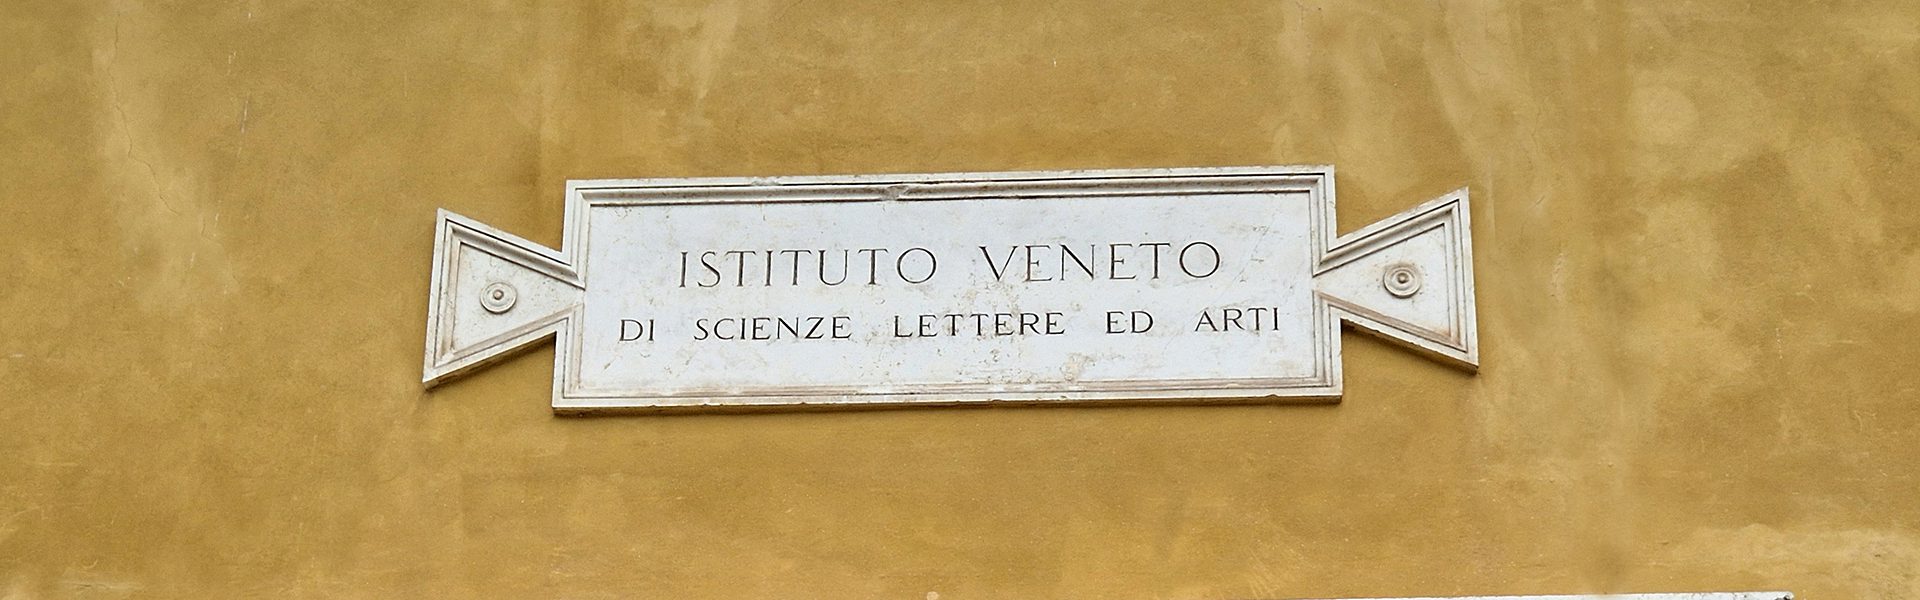 ISTITUTO VENETO
DI SCIENZE LETTERE ED ARTI